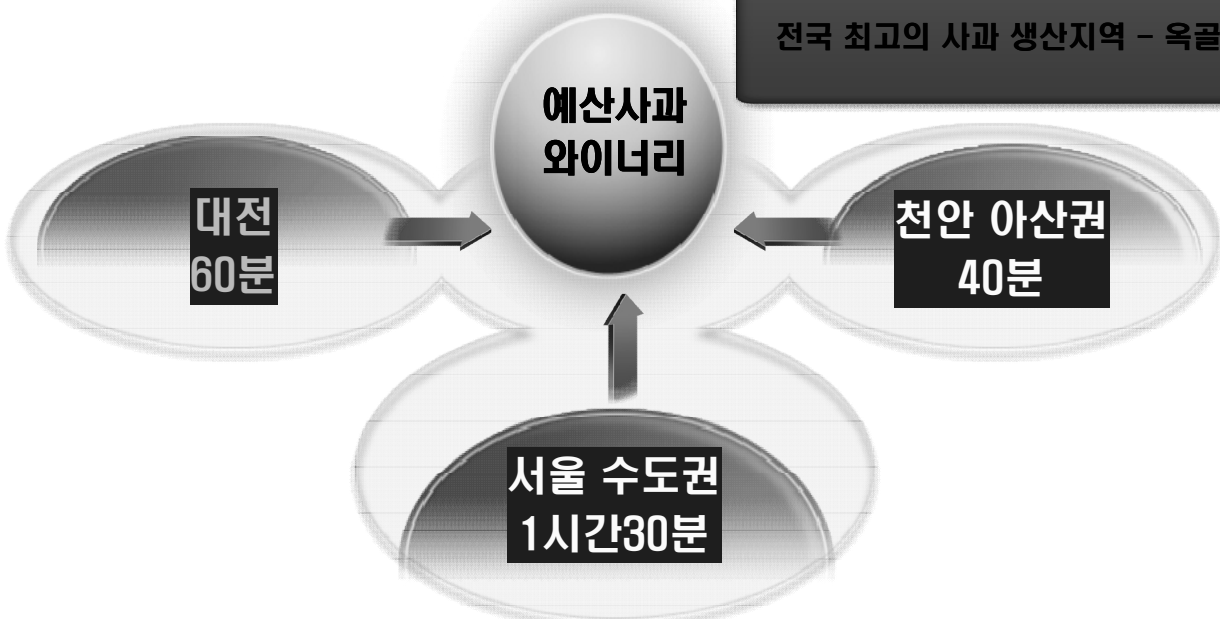 전국 최고의 사과 생산지역 - 옥골
예산사과
와이너리
대전
60분
천안 아산권
40분
서울 수도권
1시간30분